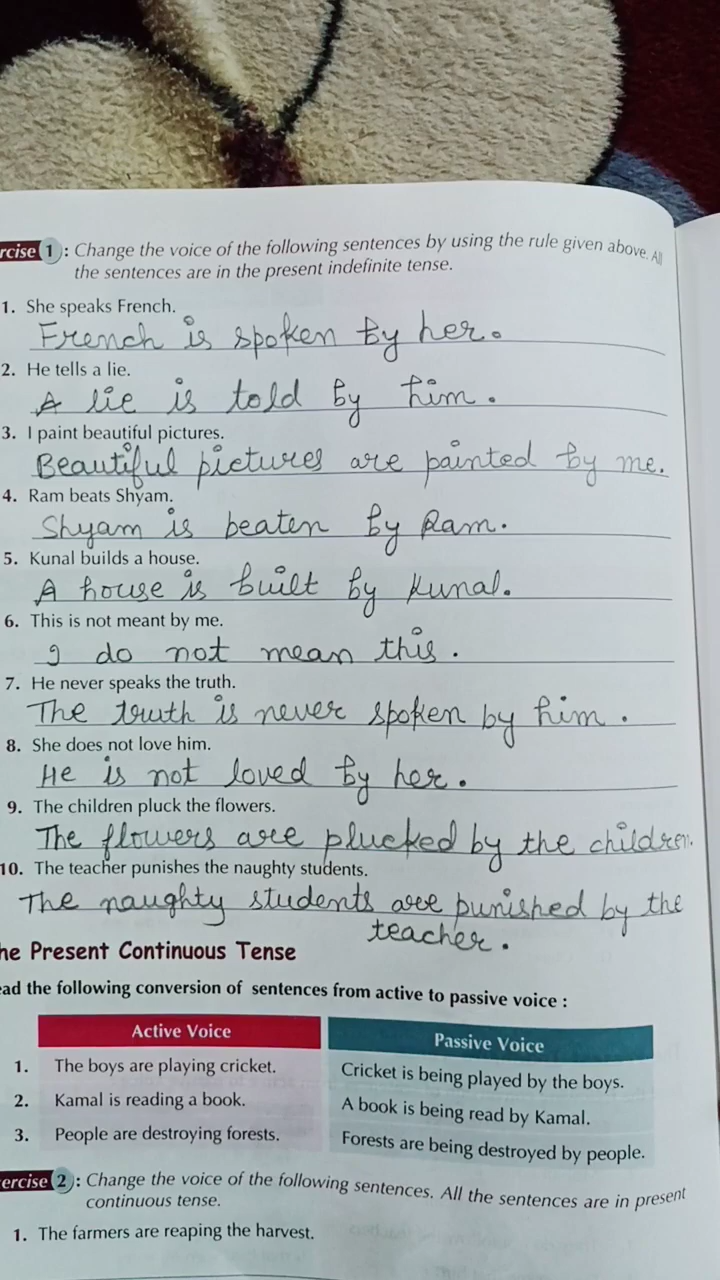 rcise 1 : Change the voice of the following sentences by using the rule given above. All
the sentences are in the present indefinite tense.
1. She speaks French.
French is spoken by her.
2. He tells a lie.
A lie is told by him.
3. I paint beautiful pictures.
Beautiful pictures are painted by me.
4. Ram beats Shyam.
Shyam is beaten by Ram.
5. Kunal builds a house.
A house is built by Kunal.
6. This is not meant by me.
I do not mean this.
7. He never speaks the truth.
The truth is never spoken by him.
8. She does not love him.
He is not loved by her.
9. The children pluck the flowers.
The flowers are plucked by the children.
10. The teacher punishes the naughty students.
The naughty students are punished by the
teacher.
he Present Continuous Tense
ead the following conversion of sentences from active to passive voice :
Active Voice Passive Voice
1. The boys are playing cricket. Cricket is being played by the boys.
2. Kamal is reading a book. A book is being read by Kamal.
3. People are destroying forests. Forests are being destroyed by people.
ercise 2 : Change the voice of the following sentences. All the sentences are in present
continuous tense.
1. The farmers are reaping the harvest.